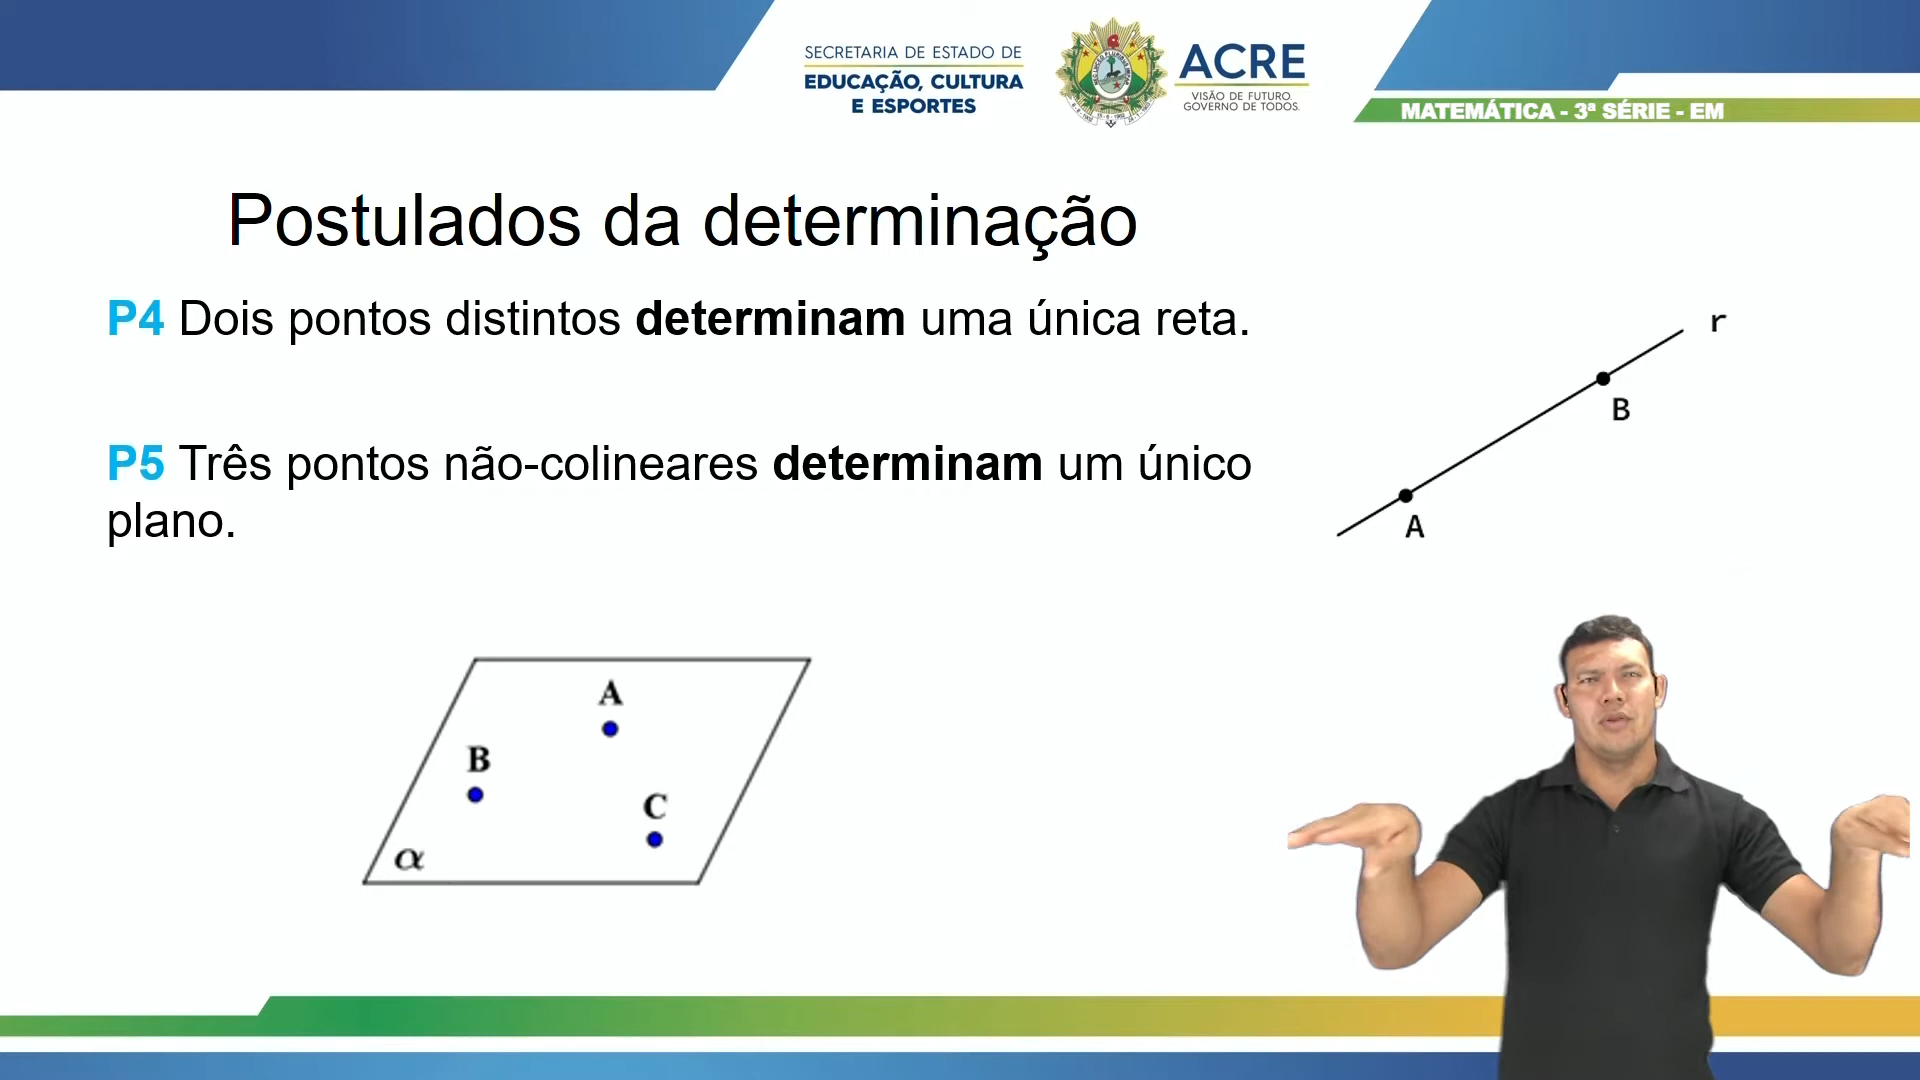 SECRETARIA DE ESTADO DE
EDUCAÇÃO, CULTURA
E ESPORTES
ACRE
VISÃO DE FUTURO.
GOVERNO DE TODOS.
MATEMÁTICA - 3ª SÉRIE - EM
Postulados da determinação
P4 Dois pontos distintos determinam uma única reta.
r
B
A
P5 Três pontos não-colineares determinam um único
plano.
A
B
C
α